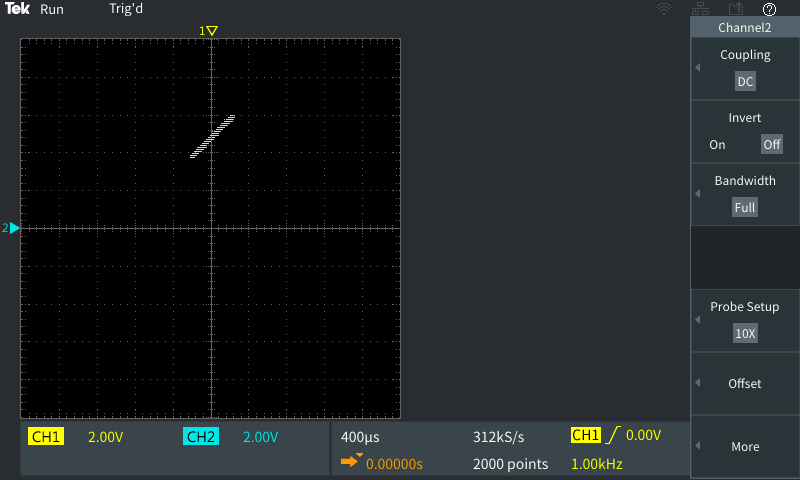 Tek Run Trig'd
1
Channel2
Coupling
DC
Invert
On Off
Bandwidth
Full
2
Probe Setup
10X
Offset
More
CH1 2.00V CH2 2.00V 400µs 312kS/s CH1 0.00V
0.00000s 2000 points 1.00kHz